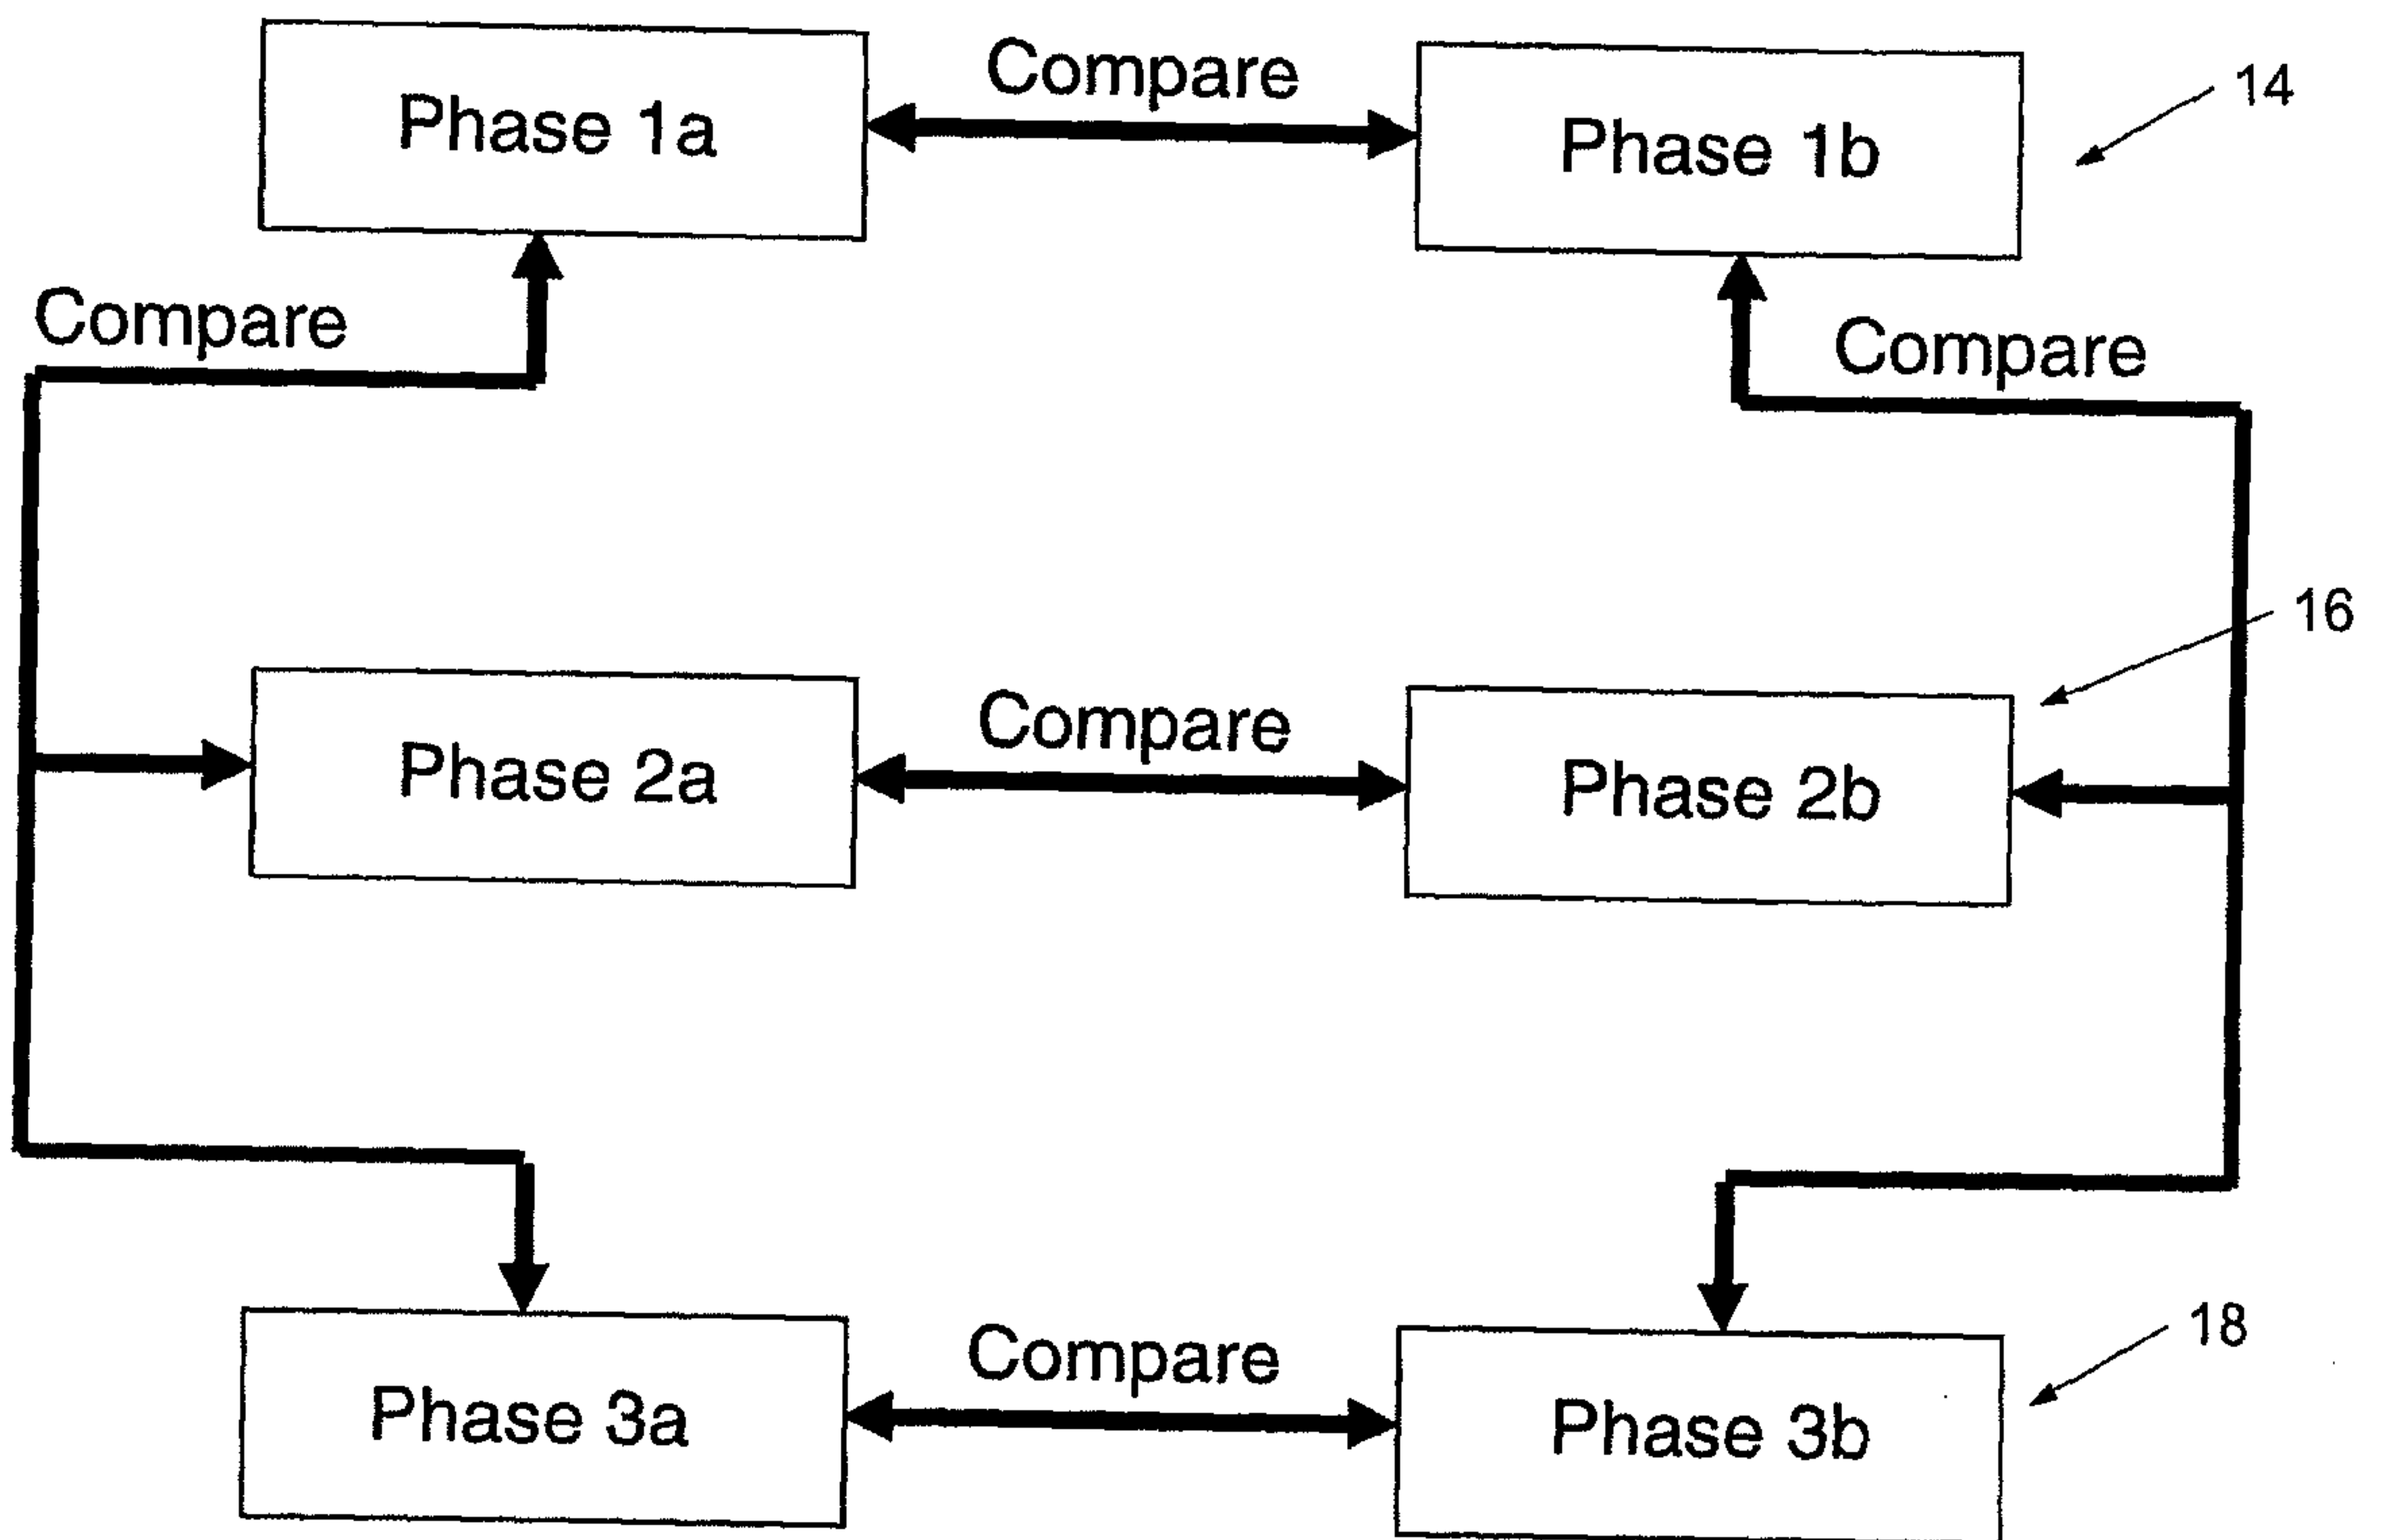 Compare
14
Phase 1a
Phase 1b
Compare
Compare
16
Compare
Phase 2a
Phase 2b
18
Compare
Phase 3a
Phase 3b